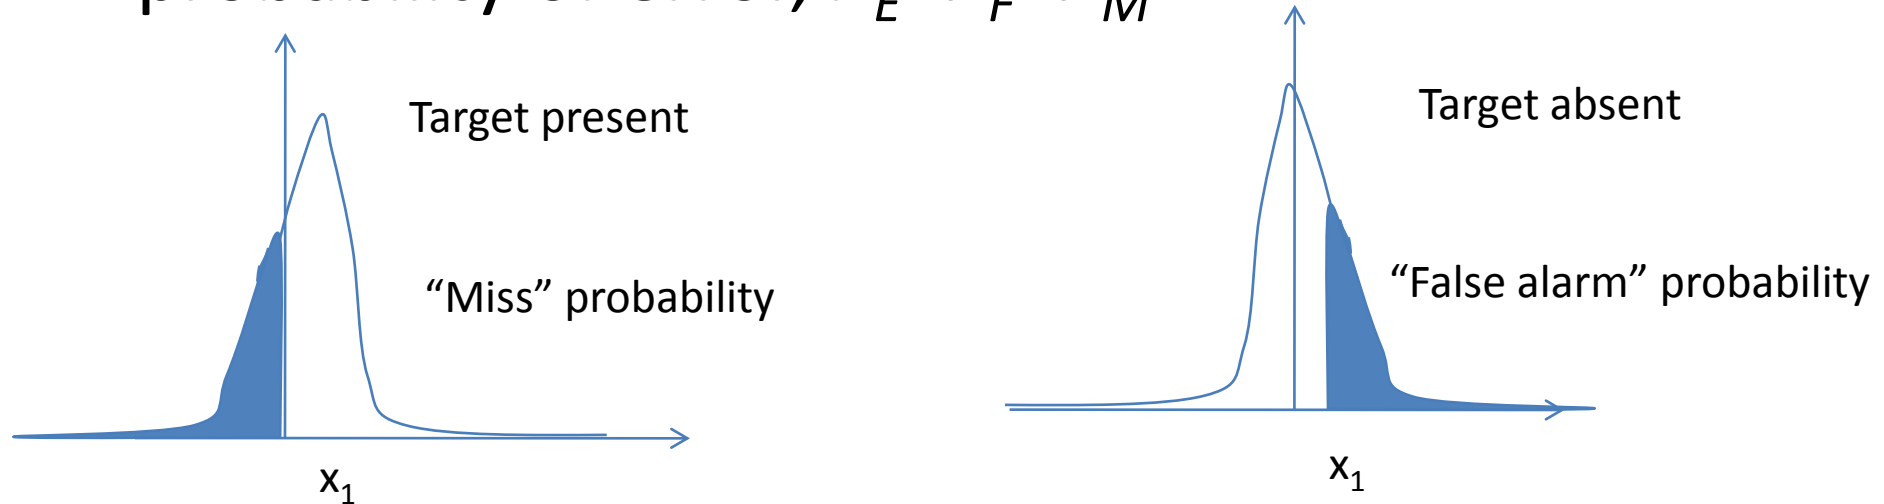 E F M
Target present
Target absent
“Miss” probability
“False alarm” probability
x₁
x₁